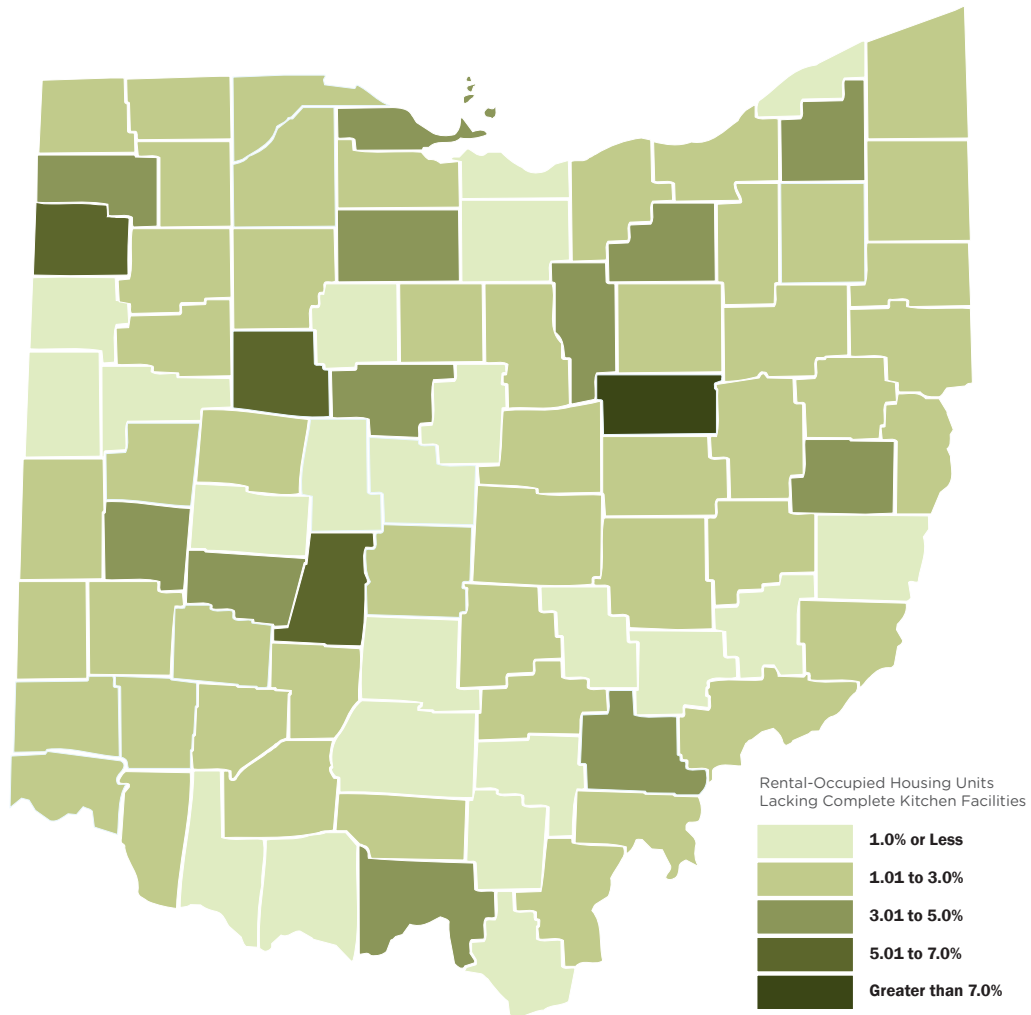 Rental-Occupied Housing Units
Lacking Complete Kitchen Facilities
1.0% or Less
1.01 to 3.0%
3.01 to 5.0%
5.01 to 7.0%
Greater than 7.0%